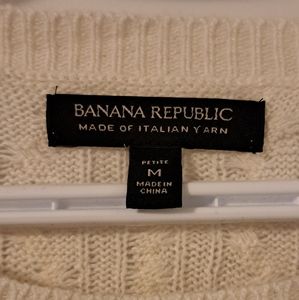 BANANA REPUBLIC
MADE OF ITALIAN YARN
PETITE
M
MADE IN
CHINA